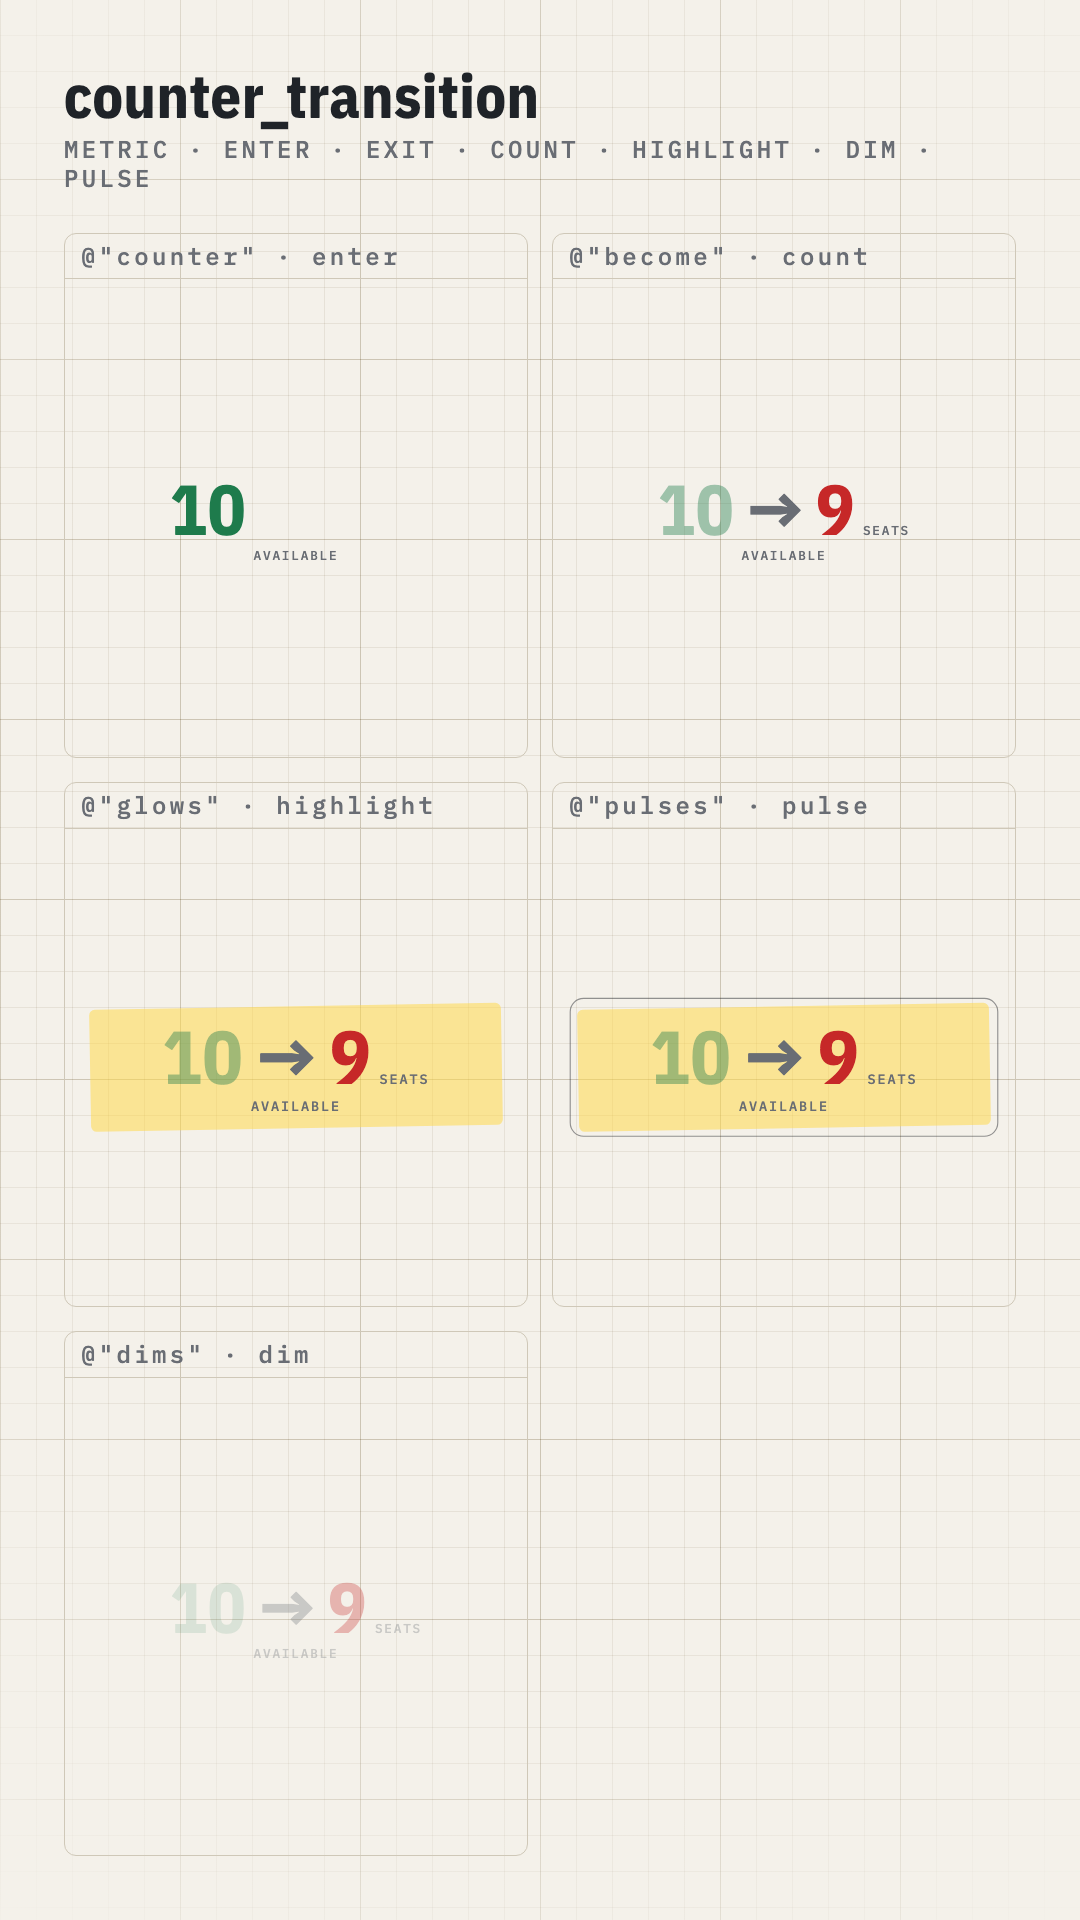 counter_transition
METRIC · ENTER · EXIT · COUNT · HIGHLIGHT · DIM ·
PULSE
@"counter" · enter
10
AVAILABLE
@"become" · count
10 → 9 SEATS
AVAILABLE
@"glows" · highlight
10 → 9 SEATS
AVAILABLE
@"pulses" · pulse
10 → 9 SEATS
AVAILABLE
@"dims" · dim
10 → 9 SEATS
AVAILABLE